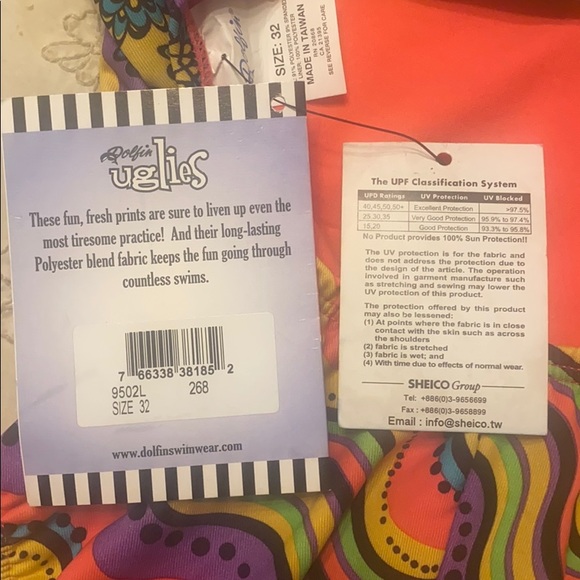 Dolfin
SIZE: 32
MADE IN TAIWAN
SEE REVERSE FOR CARE
Dolfin
uglies
These fun, fresh prints are sure to liven up even the
most tiresome practice! And their long-lasting
Polyester blend fabric keeps the fun going through
countless swims.
7 66338 38185 2
9502L 268
SIZE 32
www.dolfinswimwear.com
The UPF Classification System
UPD Ratings UV Protection UV Blocked
40,45,50,50+ Excellent Protection >97.5%
25,30,35 Very Good Protection 95.9% to 97.4%
15,20 Good Protection 93.3% to 95.8%
No Product provides 100% Sun Protection!!
The UV protection is for the fabric and
does not address the protection due to
the design of the article. The operation
involved in garment manufacture such
as stretching and sewing may lower the
UV protection of this product.
The protection offered by this product
may also be lessened:
(1) At points where the fabric is in close
contact with the skin such as across
the shoulders
(2) fabric is stretched
(3) fabric is wet; and
(4) With time due to effects of normal wear.
SHEICO Group
Tel: +886(0)3-9656699
Fax : +886(0)3-9658899
Email : info@sheico.tw